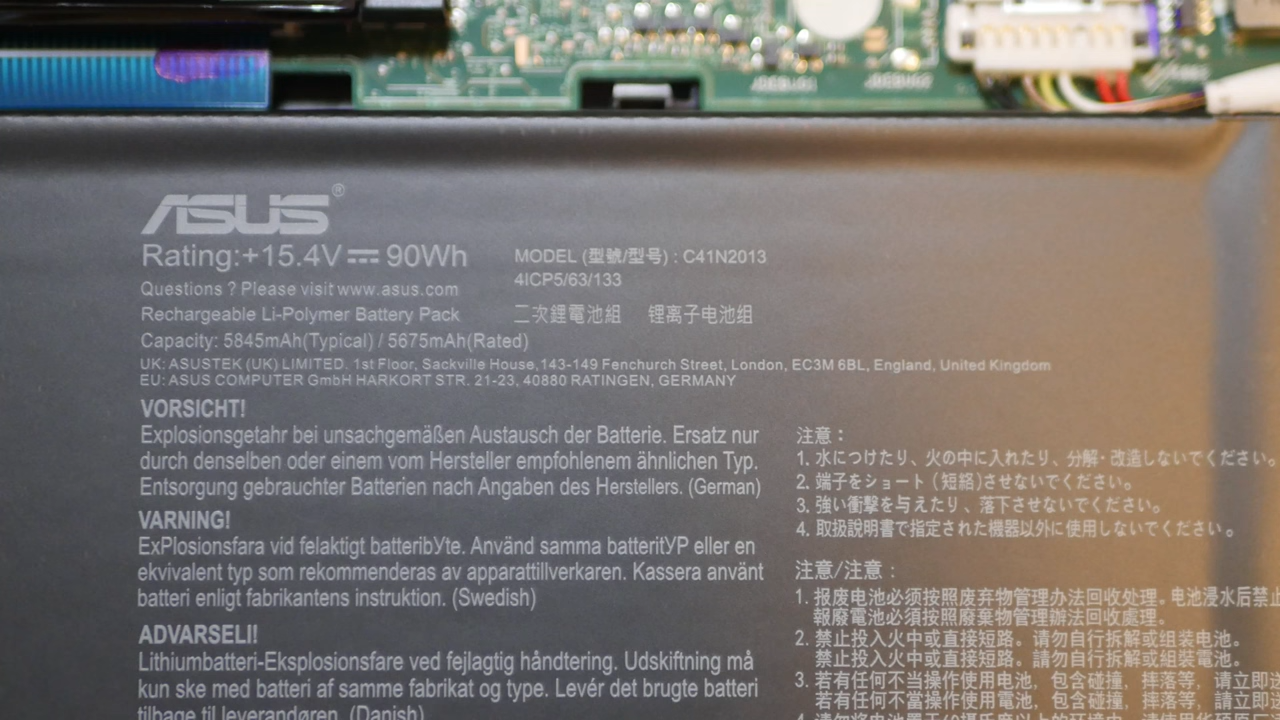 ASUS®
Rating:+15.4V⎓ 90Wh
MODEL (型號/型号) : C41N2013
4ICP5/63/133
Questions ? Please visit www.asus.com
Rechargeable Li-Polymer Battery Pack
二次鋰電池組 锂离子电池组
Capacity: 5845mAh(Typical) / 5675mAh(Rated)
UK: ASUSTEK (UK) LIMITED. 1st Floor, Sackville House,143-149 Fenchurch Street, London, EC3M 6BL, England, United Kingdom
EU: ASUS COMPUTER GmbH HARKORT STR. 21-23, 40880 RATINGEN, GERMANY
VORSICHT!
Explosionsgetahr bei unsachgemäßen Austausch der Batterie. Ersatz nur
durch denselben oder einem vom Hersteller empfohlenem ähnlichen Typ.
Entsorgung gebrauchter Batterien nach Angaben des Herstellers. (German)
VARNING!
ExPlosionsfara vid felaktigt batteribУte. Använd samma batteritУP eller en
ekvivalent typ som rekommenderas av apparattillverkaren. Kassera använt
batteri enligt fabrikantens instruktion. (Swedish)
ADVARSELI!
Lithiumbatteri-Eksplosionsfare ved fejlagtig håndtering. Udskiftning må
kun ske med batteri af samme fabrikat og type. Levér det brugte batteri
tilbage til leverandøren. (Danish)
注意：
1. 水につけたり、火の中に入れたり、分解・改造しないでください。
2. 端子をショート（短絡）させないでください。
3. 強い衝撃を与えたり、落下させないでください。
4. 取扱説明書で指定された機器以外に使用しないでください。
注意/注意：
1. 报废电池必须按照废弃物管理办法回收处理。电池浸水后禁止
報廢電池必須按照廢棄物管理辦法回收處理。
2. 禁止投入火中或直接短路。请勿自行拆解或组装电池。
禁止投入火中或直接短路。請勿自行拆解或組裝電池。
3. 若有任何不当操作使用电池，包含碰撞，摔落等，请立即送
若有任何不當操作使用電池，包含碰撞，摔落等，請立即送